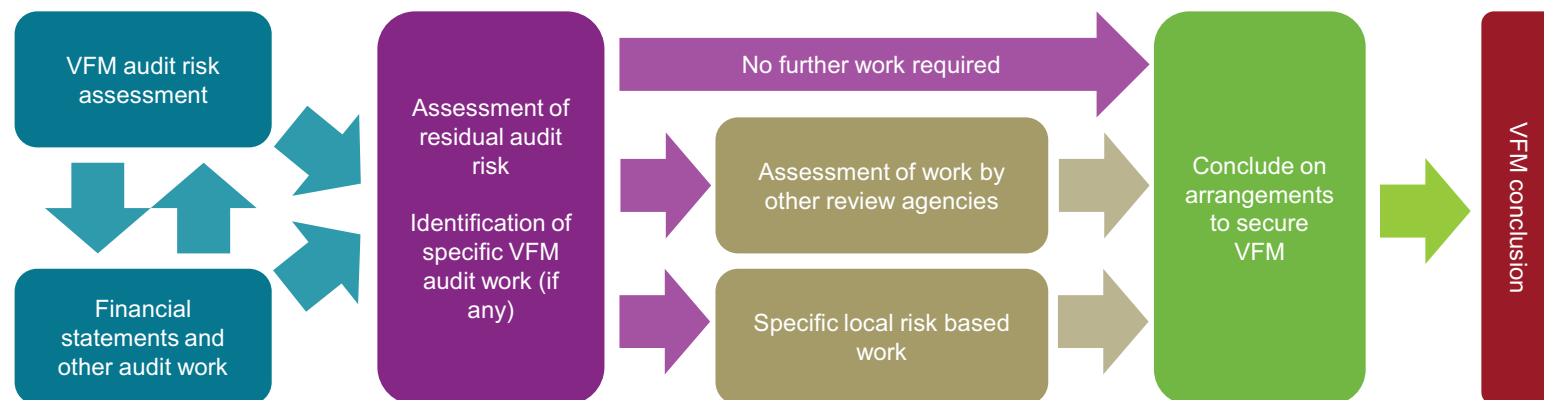 VFM audit risk
assessment
Financial
statements and
other audit work
Assessment of
residual audit
risk
Identification of
specific VFM
audit work (if
any)
No further work required
Assessment of work by
other review agencies
Specific local risk based
work
Conclude on
arrangements
to secure
VFM
VFM conclusion